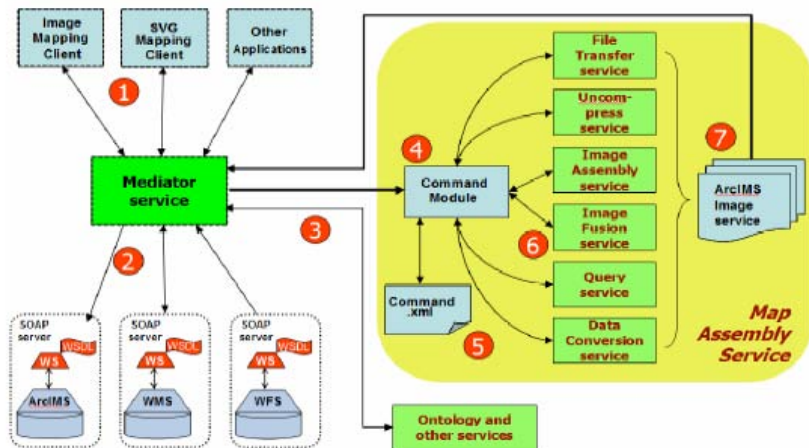 Image
Mapping
Client
SVG
Mapping
Client
Other
Applications
1
Mediator
service
2
3
SOAP
server
WSDL
WS
ArcIMS
SOAP
server
WSDL
WS
WMS
SOAP
server
WSDL
WS
WFS
4
Command
Module
Command
.xml
5
6
File
Transfer
service
Uncom-
press
service
Image
Assembly
service
Image
Fusion
service
Query
service
Data
Conversion
service
7
ArcIMS
Image
service
Map
Assembly
Service
Ontology and
other services